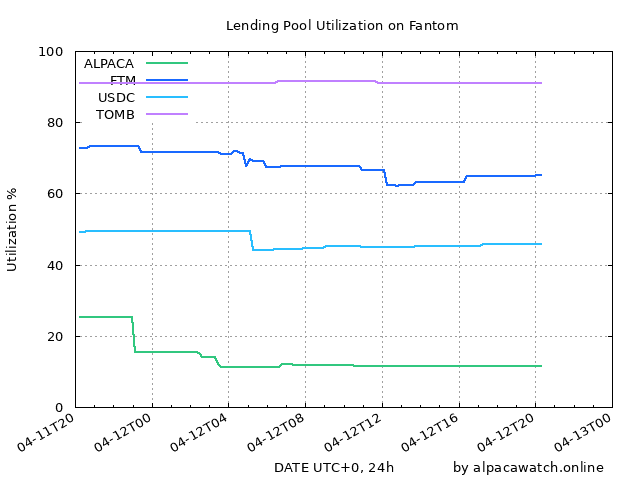 Lending Pool Utilization on Fantom
100
80
60
40
20
0
Utilization %
ALPACA
FTM
USDC
TOMB
04-11T20
04-12T00
04-12T04
04-12T08
04-12T12
04-12T16
04-12T20
04-13T00
DATE UTC+0, 24h
by alpacawatch.online